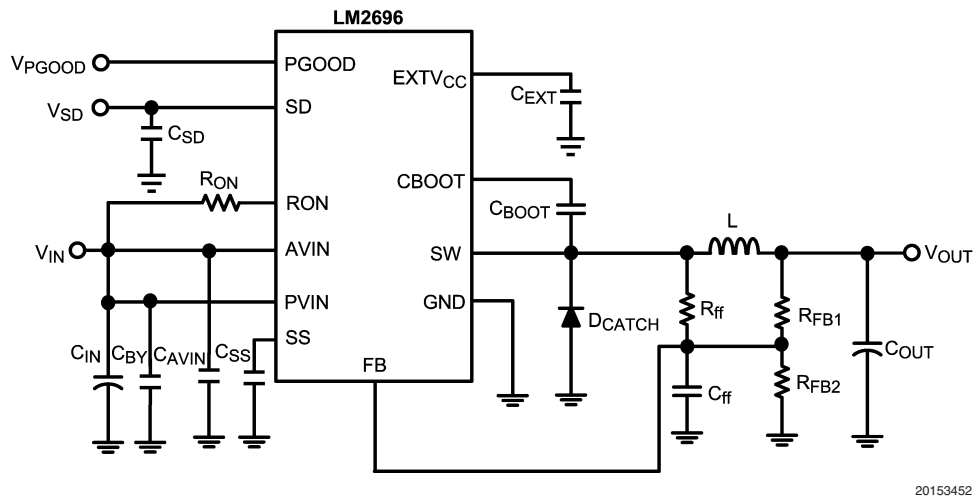 LM2696
VPGOOD
PGOOD
EXTVCC
CEXT
VSD
SD
CSD
RON
RON
CBOOT
CBOOT
L
VIN
AVIN
SW
VOUT
PVIN
GND
DCATCH
Rff
RFB1
SS
CIN
CBY
CAVIN
CSS
FB
COUT
Cff
RFB2
20153452